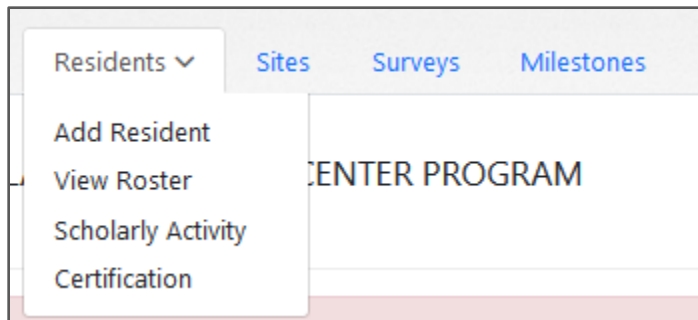 Residents Sites Surveys Milestones
Add Resident
View Roster
CENTER PROGRAM
Scholarly Activity
Certification